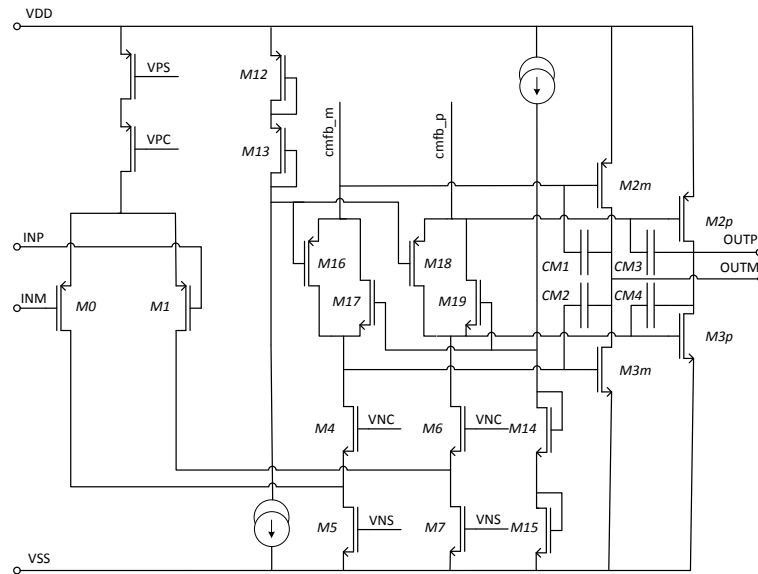 VDD
VPS
M12
VPC
M13
cmfb_m
cmfb_p
M2m
M2p
INP
OUTP
M16
M18
CM1
CM3
OUTM
INM
M0
M1
M17
M19
CM2
CM4
M3p
M3m
M4
VNC
M6
VNC
M14
M5
VNS
M7
VNS
M15
VSS